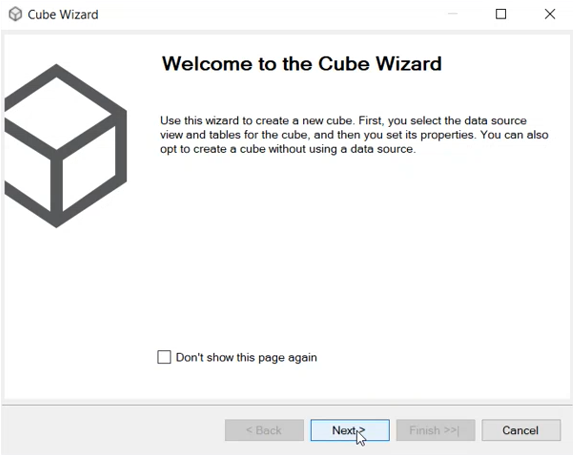 Cube Wizard
Welcome to the Cube Wizard
Use this wizard to create a new cube. First, you select the data source
view and tables for the cube, and then you set its properties. You can also
opt to create a cube without using a data source.
Don't show this page again
< Back
Next >
Finish >>|
Cancel